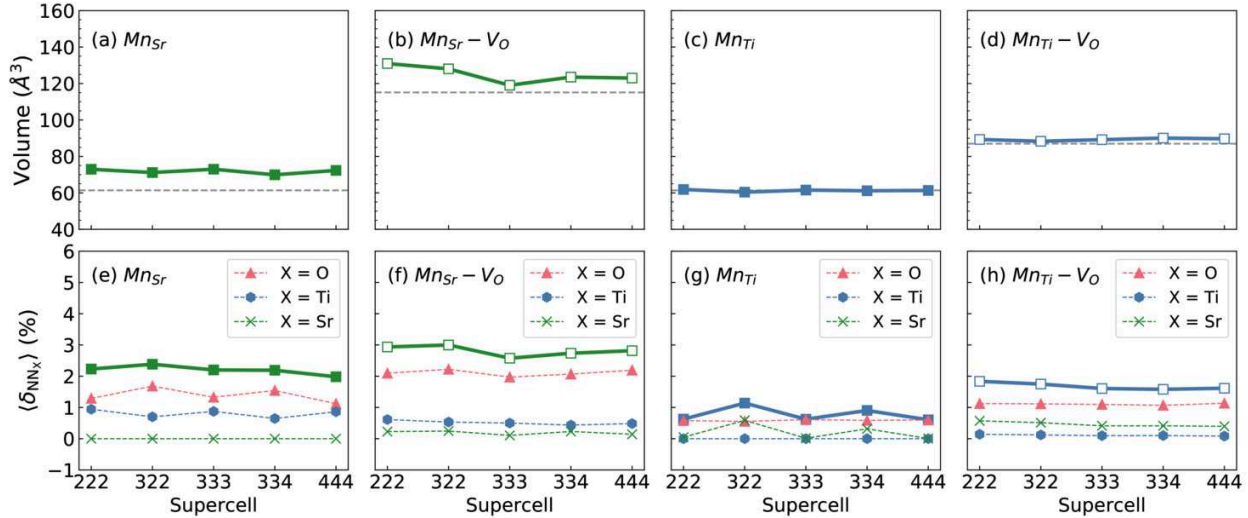 (a) Mn_Sr
(b) Mn_Sr − V_O
(c) Mn_Ti
(d) Mn_Ti − V_O
Volume (Å³)
160
140
120
100
80
60
40
(e) Mn_Sr
X = O
X = Ti
X = Sr
(f) Mn_Sr − V_O
X = O
X = Ti
X = Sr
(g) Mn_Ti
X = O
X = Ti
X = Sr
(h) Mn_Ti − V_O
X = O
X = Ti
X = Sr
⟨δ_NN_X⟩ (%)
6
5
4
3
2
1
0
−1
222 322 333 334 444
222 322 333 334 444
222 322 333 334 444
222 322 333 334 444
Supercell
Supercell
Supercell
Supercell